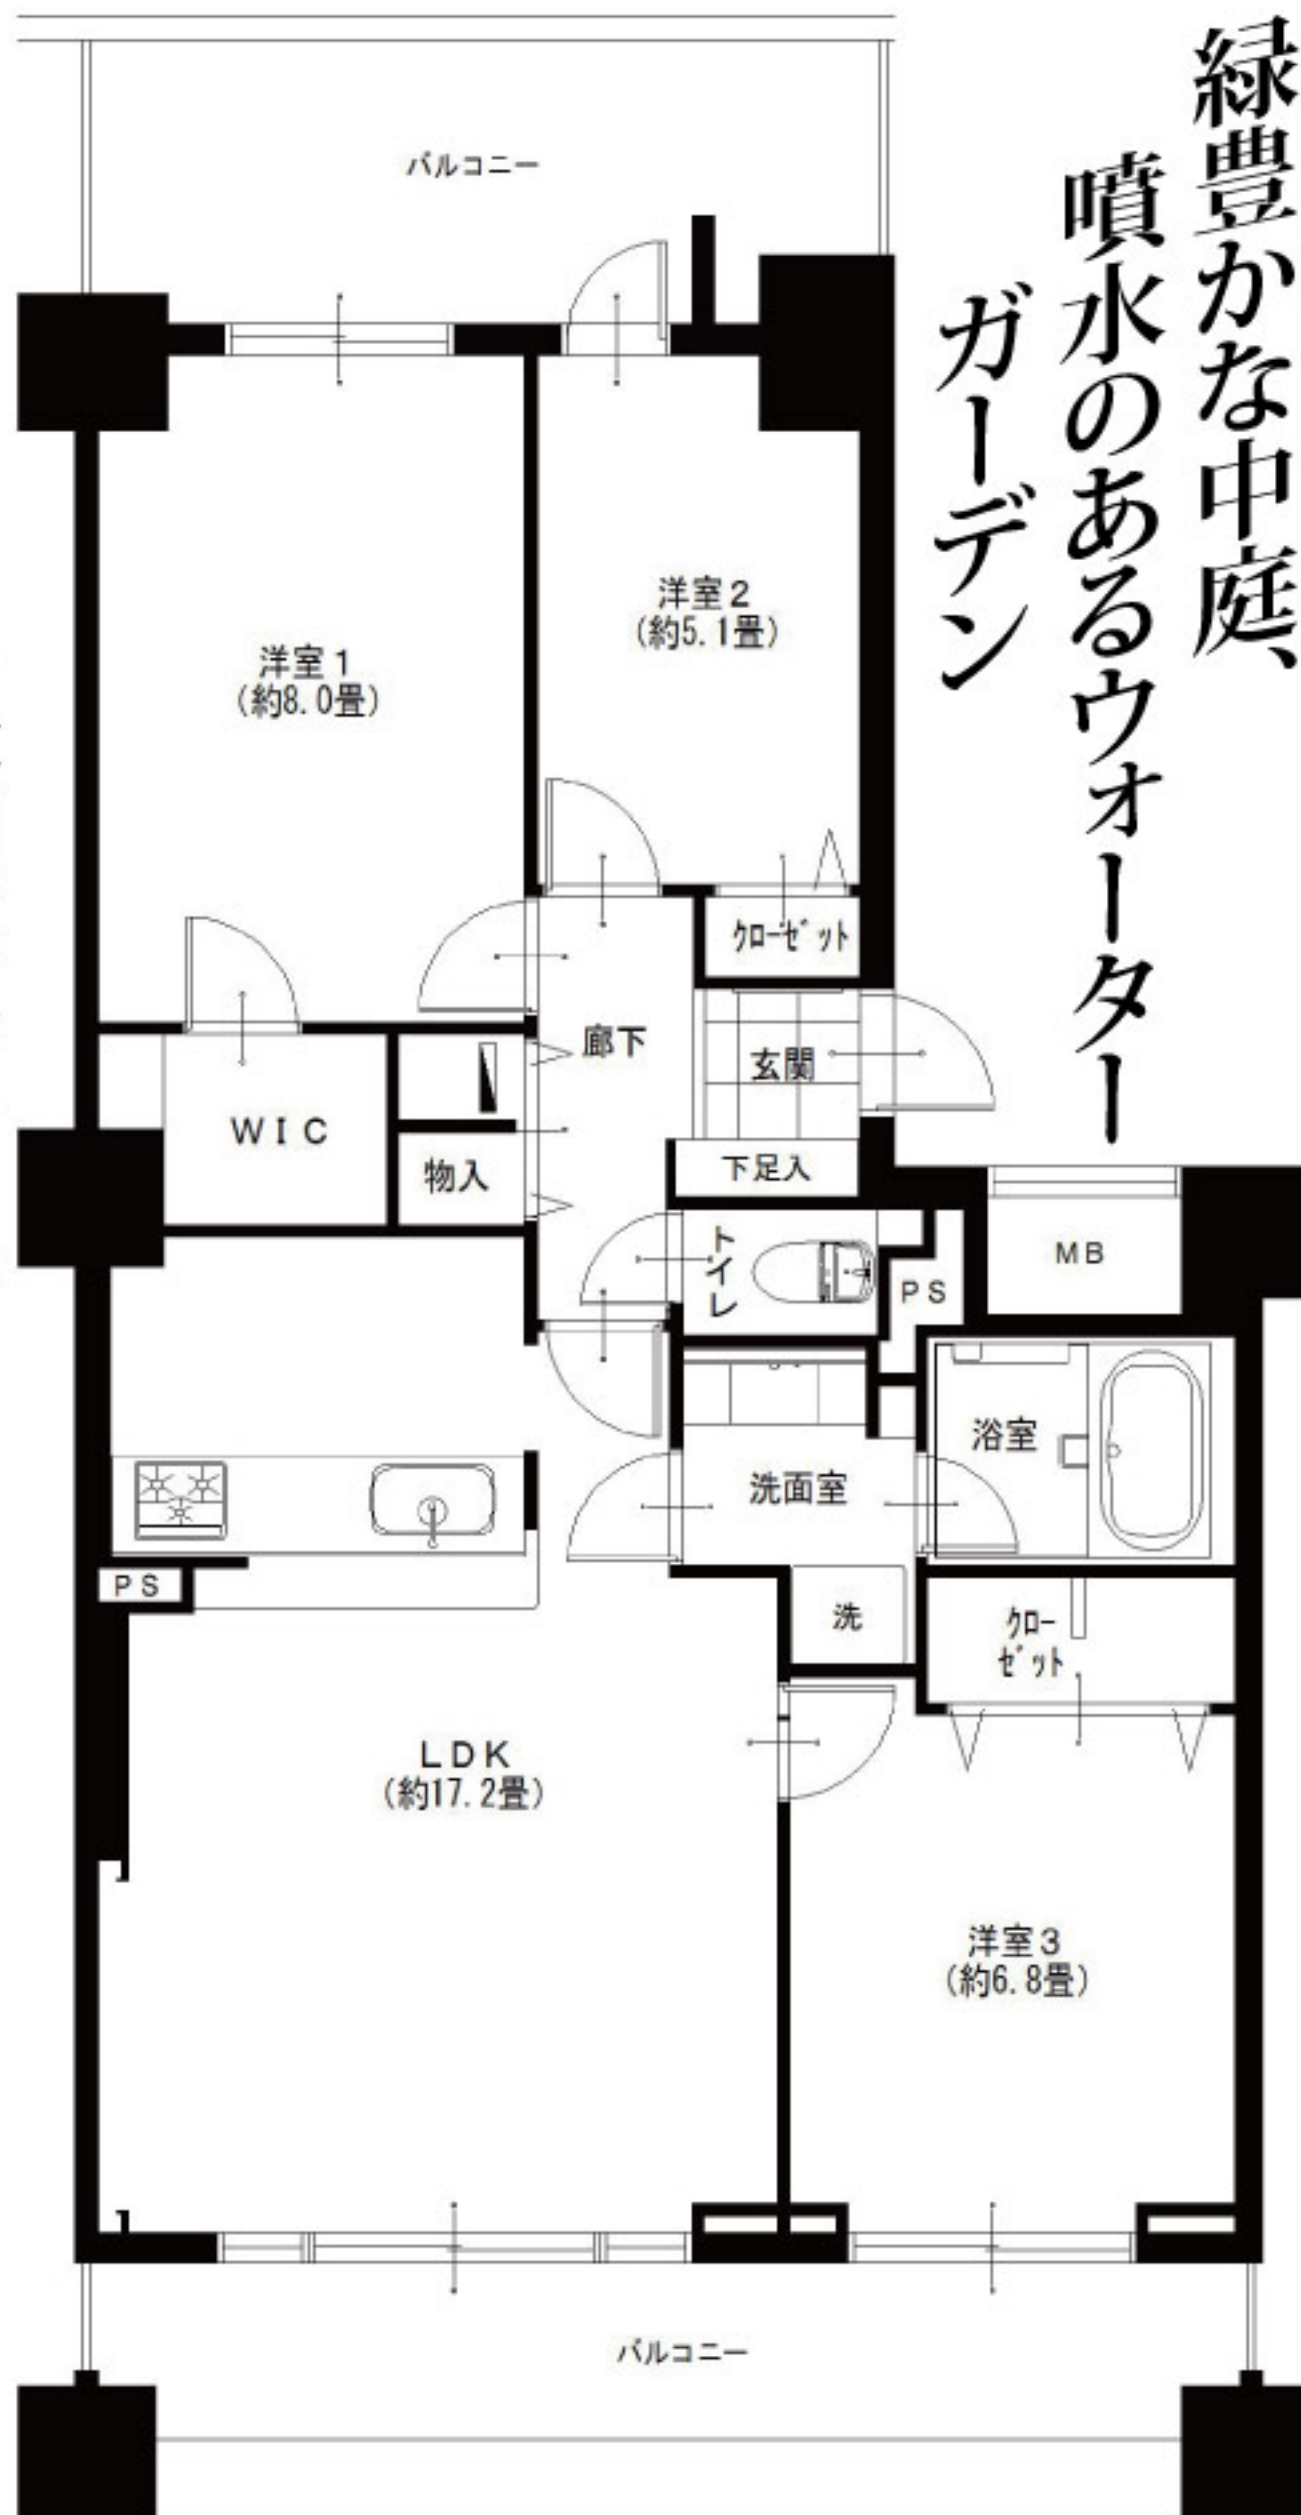 緑豊かな中庭、
噴水のあるウォーター
ガーデン
バルコニー
洋室2
(約5.1畳)
洋室1
(約8.0畳)
クローゼット
廊下
玄関
WIC
物入
下足入
トイレ
PS
MB
浴室
洗面室
PS
洗
クロー
ゼット
LDK
(約17.2畳)
洋室3
(約6.8畳)
バルコニー